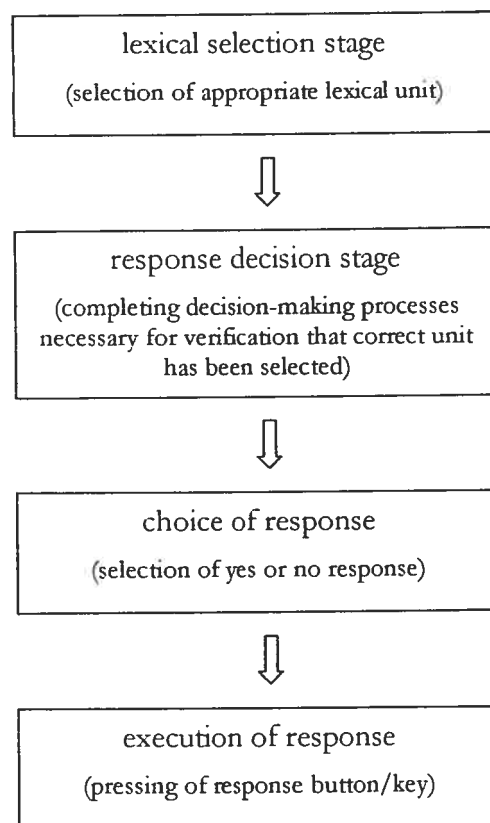 lexical selection stage
(selection of appropriate lexical unit)
response decision stage
(completing decision-making processes
necessary for verification that correct unit
has been selected)
choice of response
(selection of yes or no response)
execution of response
(pressing of response button/key)